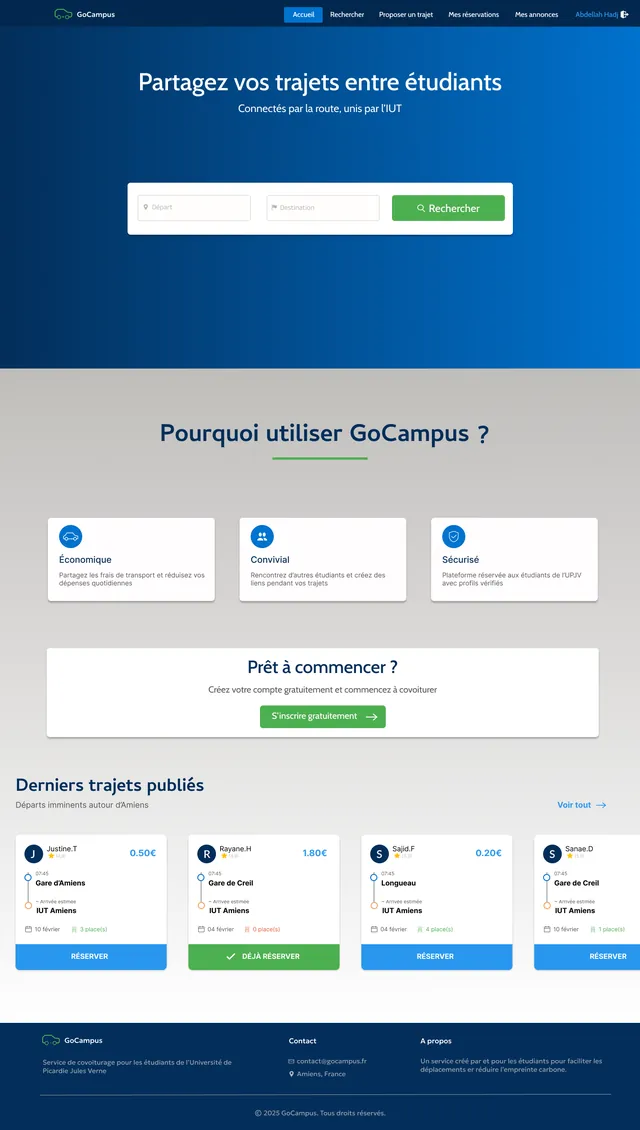 GoCampus
Accueil Rechercher Proposer un trajet Mes réservations Mes annonces Abdellah Hadj
Partagez vos trajets entre étudiants
Connectés par la route, unis par l'IUT
Départ Destination Rechercher
Pourquoi utiliser GoCampus ?
Économique
Partagez les frais de transport et réduisez vos
dépenses quotidiennes
Convivial
Rencontrez d'autres étudiants et créez des
liens pendant vos trajets
Sécurisé
Plateforme réservée aux étudiants de l'UPJV
avec profils vérifiés
Prêt à commencer ?
Créez votre compte gratuitement et commencez à covoiturer
S'inscrire gratuitement
Derniers trajets publiés
Départs imminents autour d'Amiens
Voir tout
J Justine.T 0.50€
07:45
Gare d'Amiens
~ Arrivée estimée
IUT Amiens
10 février 3 place(s)
RÉSERVER
R Rayane.H 1.80€
07:45
Gare de Creil
~ Arrivée estimée
IUT Amiens
04 février 0 place(s)
DÉJÀ RÉSERVER
S Sajid.F 0.20€
07:45
Longueau
~ Arrivée estimée
IUT Amiens
04 février 4 place(s)
RÉSERVER
S Sanae.D
07:45
Gare de Creil
~ Arrivée estimée
IUT Amiens
10 février 1 place(s)
RÉSERVER
GoCampus
Service de covoiturage pour les étudiants de l'Université de
Picardie Jules Verne
Contact
contact@gocampus.fr
Amiens, France
A propos
Un service créé par et pour les étudiants pour faciliter les
déplacements er réduire l'empreinte carbone.
© 2025 GoCampus. Tous droits réservés.